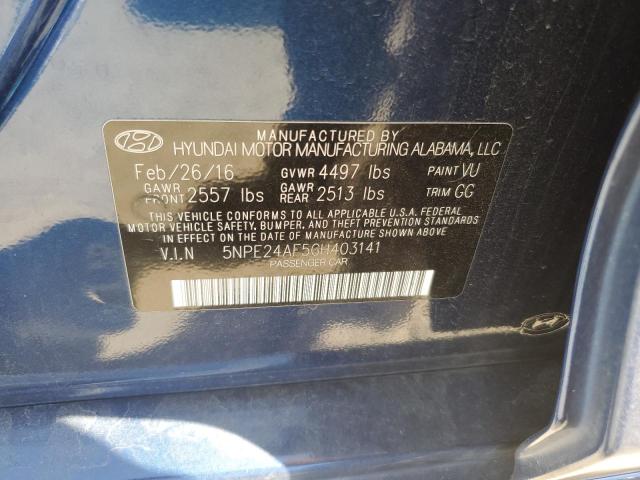 MANUFACTURED BY
HYUNDAI MOTOR MANUFACTURING ALABAMA, LLC
Feb/26/16 GVWR 4497 lbs PAINT VU
GAWR FRONT 2557 lbs GAWR REAR 2513 lbs TRIM GG
THIS VEHICLE CONFORMS TO ALL APPLICABLE U.S.A. FEDERAL
MOTOR VEHICLE SAFETY, BUMPER, AND THEFT PREVENTION STANDARDS
IN EFFECT ON THE DATE OF MANUFACTURE SHOWN ABOVE.
V.I.N 5NPE24AF5GH403141
PASSENGER CAR